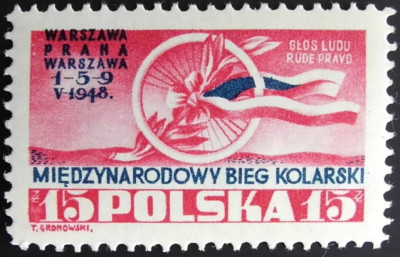 WARSZAWA
PRAHA
WARSZAWA
1-5-9
V-1948.
GŁOS LUDU
RUDE PRAVO
MIĘDZYNARODOWY BIEG KOLARSKI
15 ZŁ POLSKA 15 ZŁ
T. GRONOWSKI.